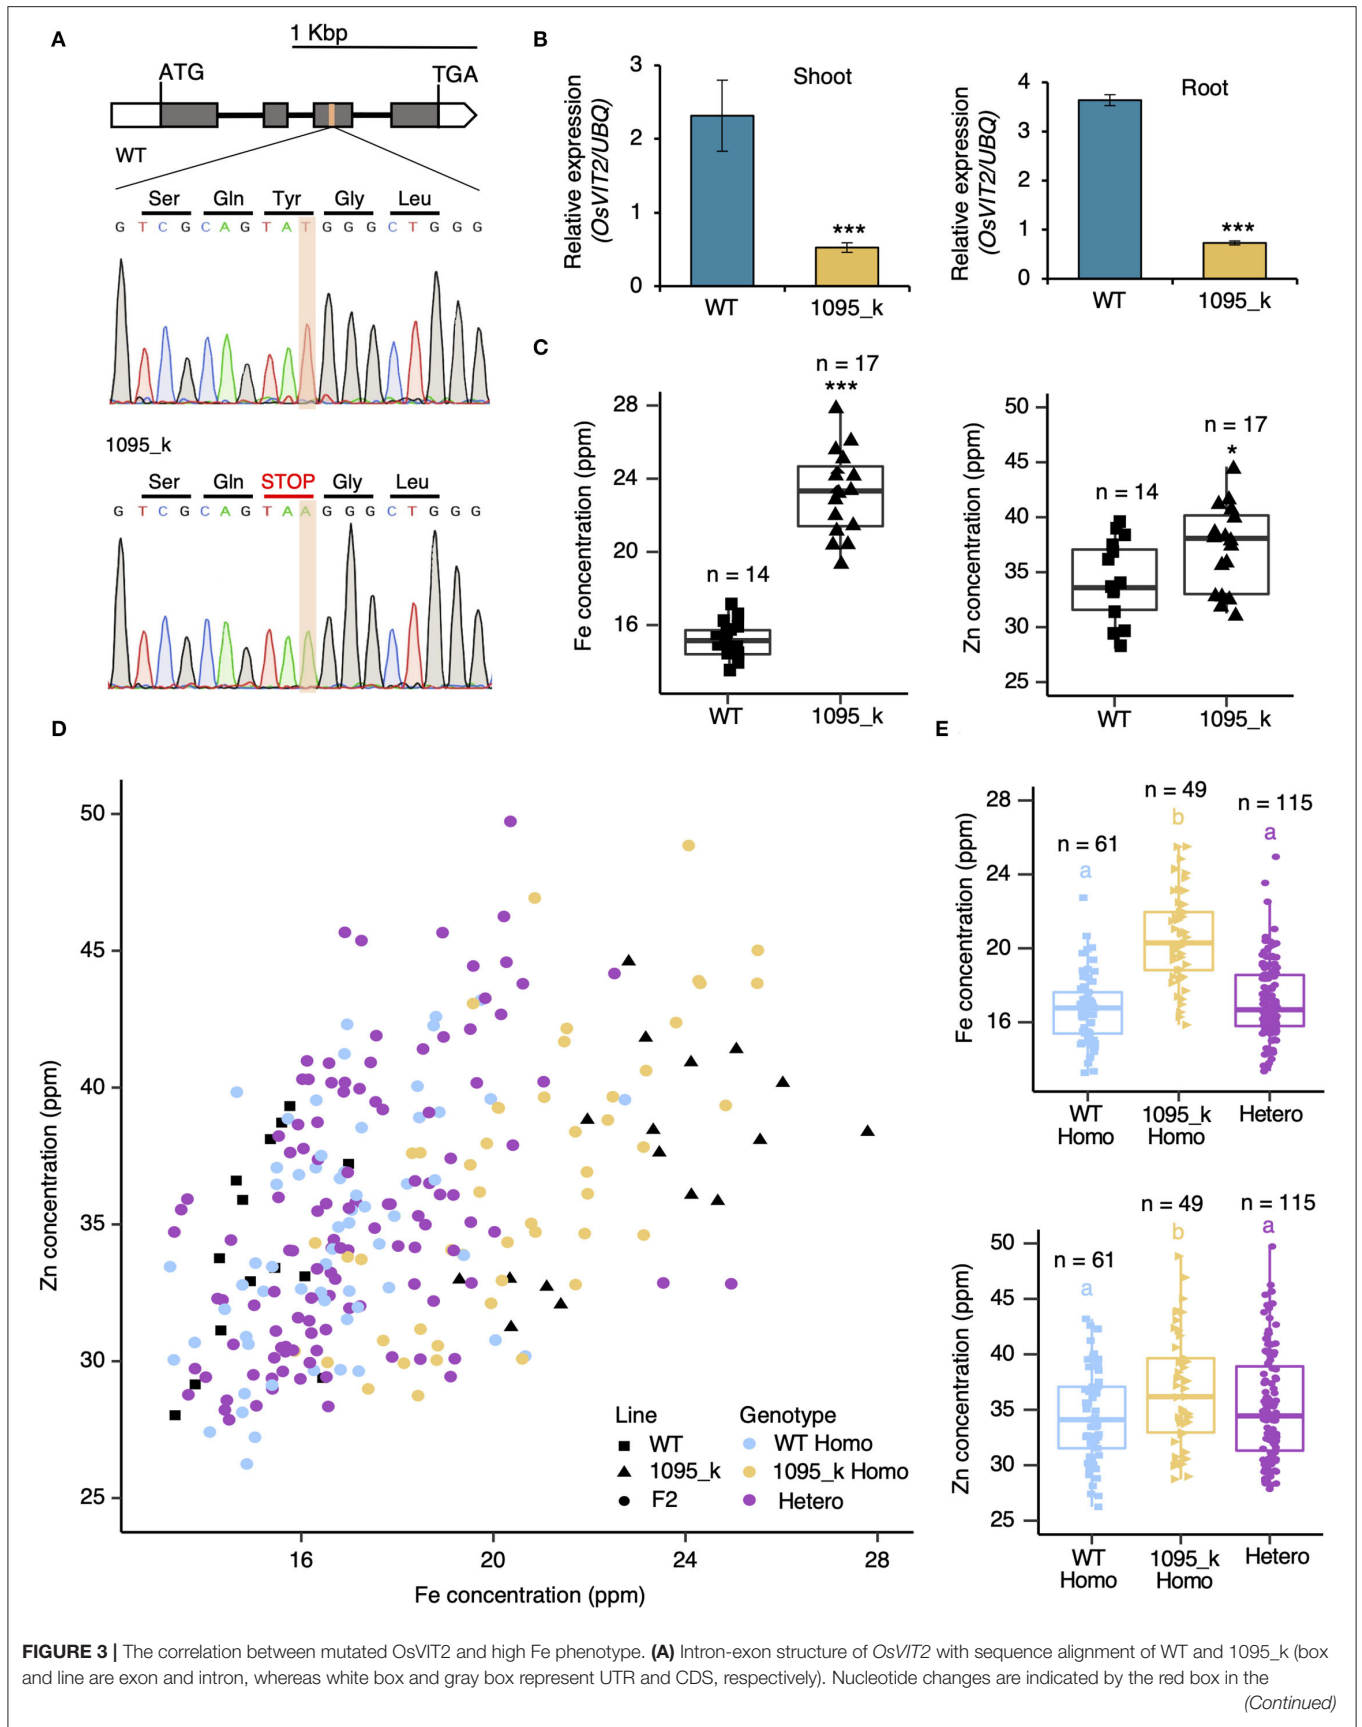 A
1 Kbp
ATG
TGA
WT
Ser Gln Tyr Gly Leu
G T C G C A G T A T G G G C T G G G
1095_k
Ser Gln STOP Gly Leu
G T C G C A G T A A G G G C T G G G
B
Relative expression
(OsVIT2/UBQ)
3
2
1
0
Shoot
***
WT
1095_k
Relative expression
(OsVIT2/UBQ)
4
3
4
1
0
Root
***
WT
1095_k
C
Fe concentration (ppm)
28
24
20
16
n = 14
n = 17
***
WT
1095_k
Zn concentration (ppm)
50
45
40
35
30
25
n = 14
n = 17
*
WT
1095_k
D
Zn concentration (ppm)
50
45
40
35
30
25
16
20
24
28
Fe concentration (ppm)
Line
WT
1095_k
F2
Genotype
WT Homo
1095_k Homo
Hetero
E
Fe concentration (ppm)
28
24
20
16
n = 61
a
n = 49
b
n = 115
a
WT
Homo
1095_k
Homo
Hetero
Zn concentration (ppm)
50
45
40
35
30
25
n = 61
a
n = 49
b
n = 115
a
WT
Homo
1095_k
Homo
Hetero
FIGURE 3 | The correlation between mutated OsVIT2 and high Fe phenotype. (A) Intron-exon structure of OsVIT2 with sequence alignment of WT and 1095_k (box
and line are exon and intron, whereas white box and gray box represent UTR and CDS, respectively). Nucleotide changes are indicated by the red box in the
(Continued)